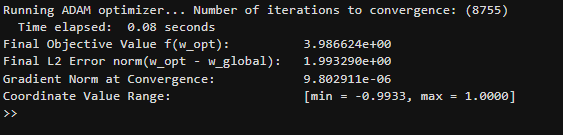 Running ADAM optimizer... Number of iterations to convergence: (8755)
Time elapsed: 0.08 seconds
Final Objective Value f(w_opt): 3.986624e+00
Final L2 Error norm(w_opt - w_global): 1.993290e+00
Gradient Norm at Convergence: 9.802911e-06
Coordinate Value Range: [min = -0.9933, max = 1.0000]
>>